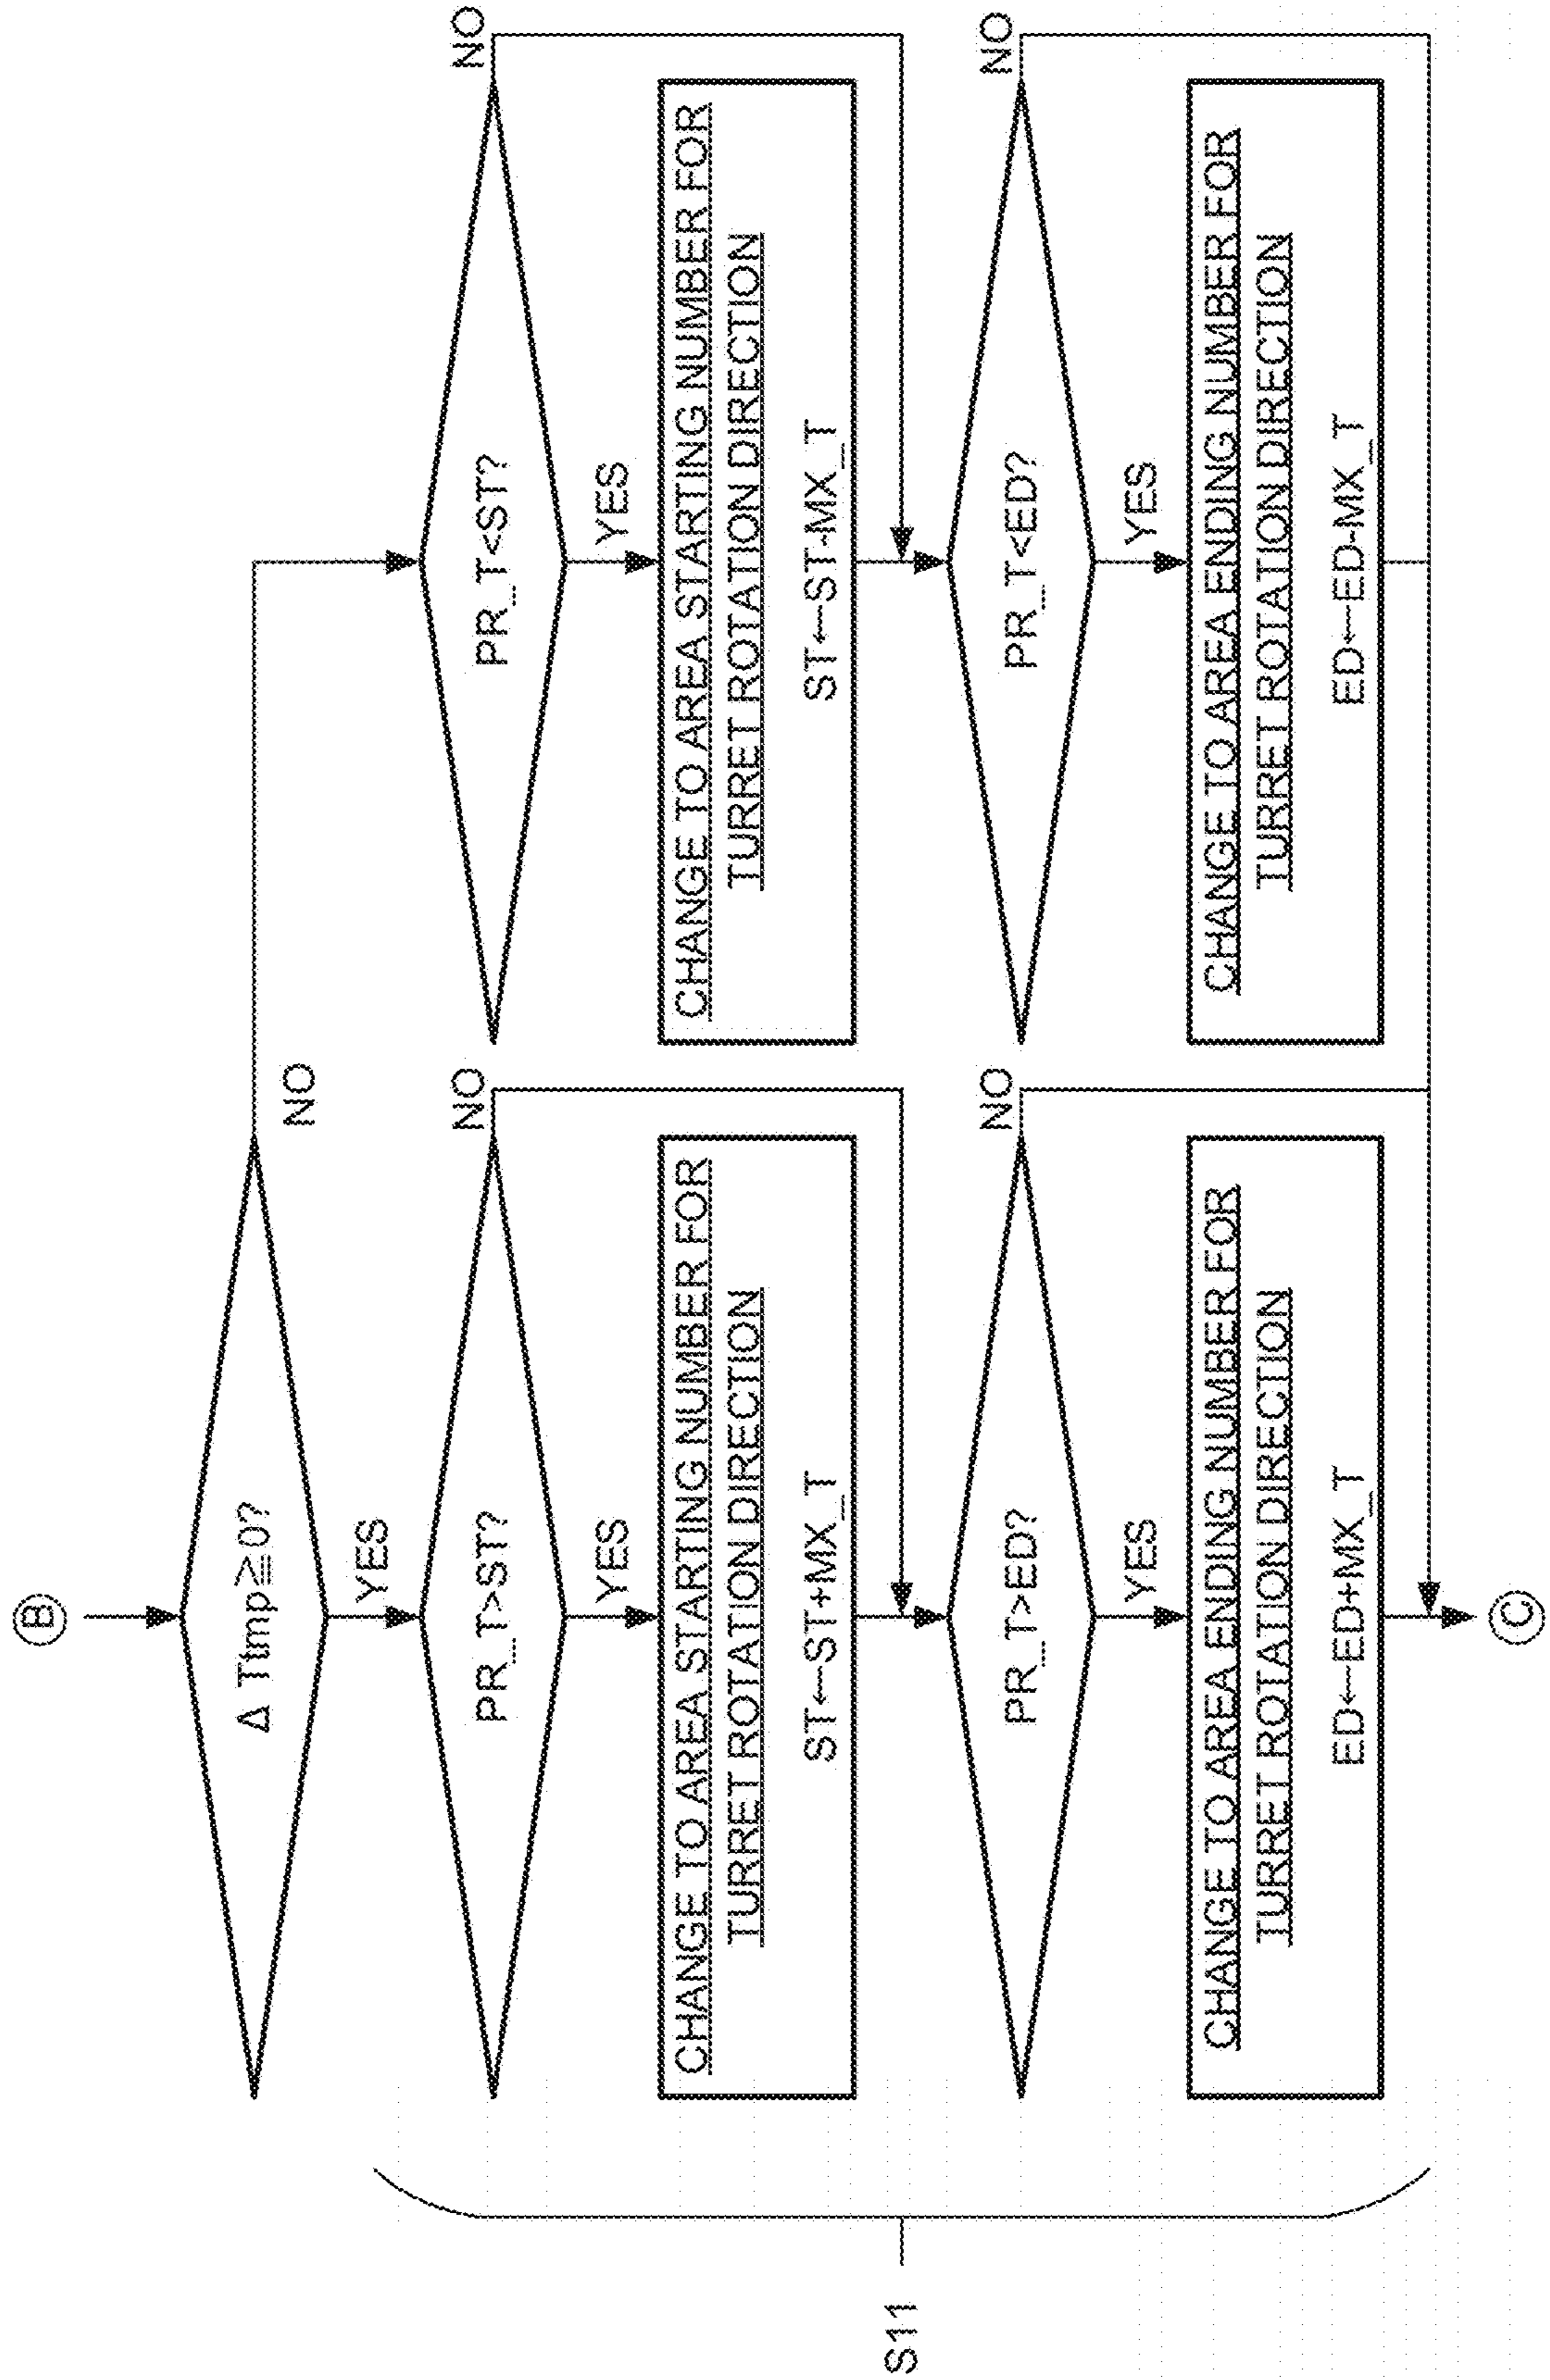 B
Δ Tmp≧0?
NO
YES
PR_T>ST?
NO
YES
CHANGE TO AREA STARTING NUMBER FOR
TURRET ROTATION DIRECTION
ST←ST+MX_T
PR_T>ED?
NO
YES
CHANGE TO AREA ENDING NUMBER FOR
TURRET ROTATION DIRECTION
ED←ED+MX_T
C
PR_T<ST?
NO
YES
CHANGE TO AREA STARTING NUMBER FOR
TURRET ROTATION DIRECTION
ST←ST-MX_T
PR_T<ED?
NO
YES
CHANGE TO AREA ENDING NUMBER FOR
TURRET ROTATION DIRECTION
ED←ED-MX_T
S11